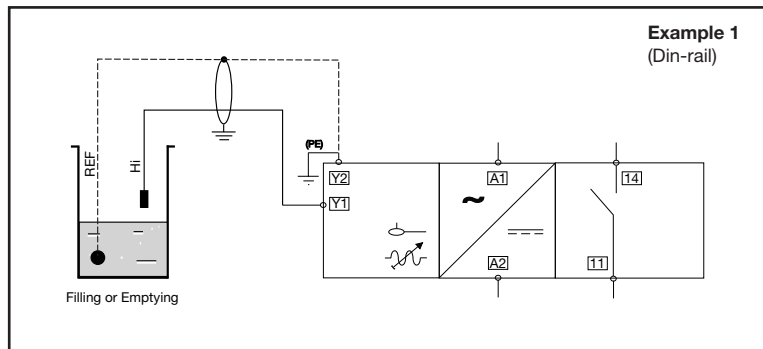 Example 1
(Din-rail)
REF
Hi
(PE)
Y2
Y1
A1
~
A2
14
11
Filling or Emptying